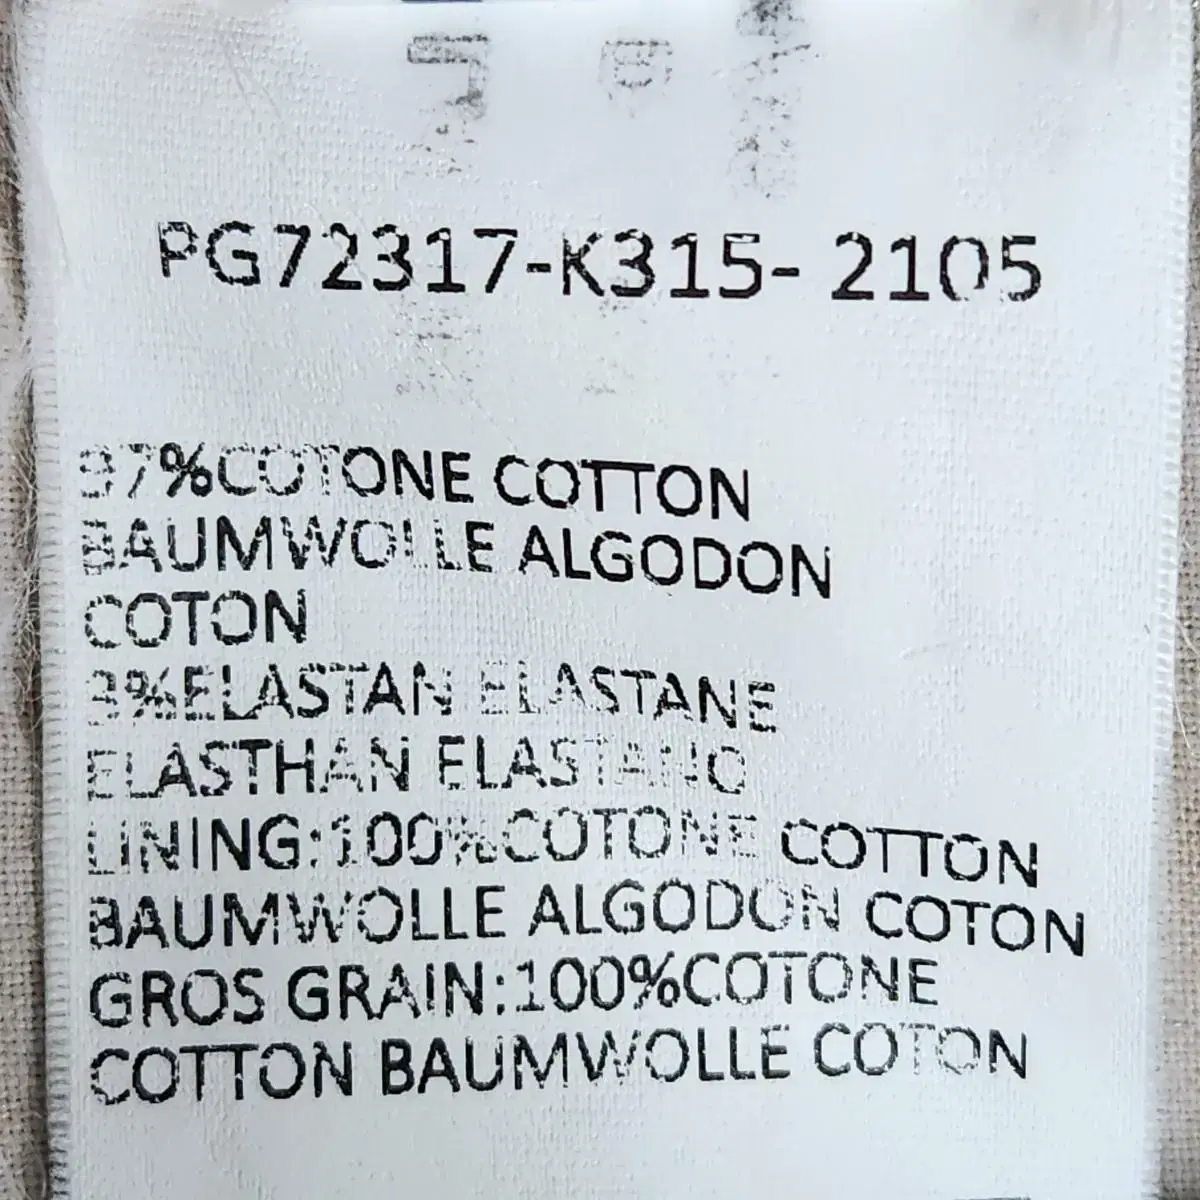 PG72317-K315- 2105
97%COTONE COTTON
BAUMWOLLE ALGODON
COTON
3%ELASTAN ELASTANE
ELASTHAN ELASTANO
LINING:100%COTONE COTTON
BAUMWOLLE ALGODON COTON
GROS GRAIN:100%COTONE
COTTON BAUMWOLLE COTON